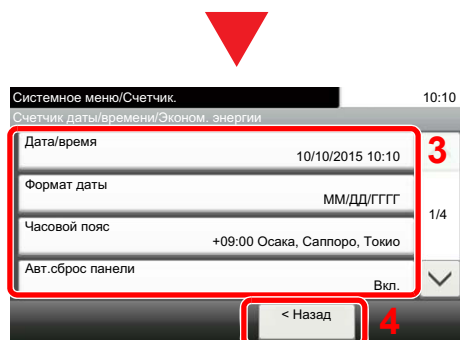 Системное меню/Счетчик.
10:10
Счетчик даты/времени/Эконом. энергии
Дата/время
10/10/2015 10:10
3
Формат даты
ММ/ДД/ГГГГ
1/4
Часовой пояс
+09:00 Осака, Саппоро, Токио
Авт.сброс панели
Вкл.
< Назад
4